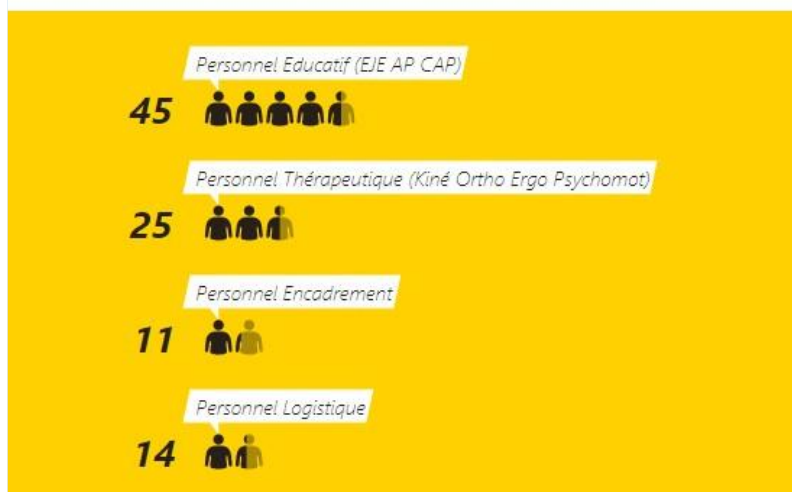 Personnel Educatif (EJE AP CAP)
45
Personnel Thérapeutique (Kiné Ortho Ergo Psychomot)
25
Personnel Encadrement
11
Personnel Logistique
14